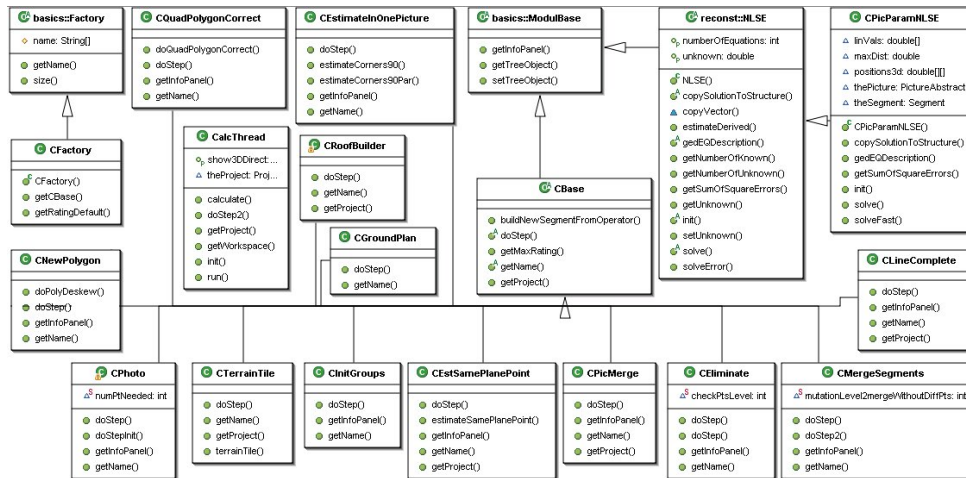 basics::Factory
name: String[]
getName()
size()
CQuadPolygonCorrect
doQuadPolygonCorrect()
doStep()
getInfoPanel()
getName()
CEstimateInOnePicture
doStep()
estimateCorners90()
estimateCorners90Par()
getInfoPanel()
getName()
basics::ModulBase
getInfoPanel()
getTreeObject()
setTreeObject()
reconst::NLSE
numberOfEquations: int
unknown: double
NLSE()
copySolutionToStructure()
copyVector()
estimateDerived()
gedEQDescription()
getNumberOfKnown()
getNumberOfUnknown()
getSumOfSquareErrors()
getUnknown()
init()
setUnknown()
solve()
solveError()
CPicParamNLSE
linVals: double[]
maxDist: double
positions3d: double[][]
thePicture: PictureAbstract
theSegment: Segment
CPicParamNLSE()
copySolutionToStructure()
gedEQDescription()
getSumOfSquareErrors()
init()
solve()
solveFast()
CFactory
CFactory()
getCBase()
getRatingDefault()
CalcThread
show3DDirect:...
theProject: Proj...
calculate()
doStep2()
getProject()
getWorkspace()
init()
run()
CRoofBuilder
doStep()
getName()
getProject()
CGroundPlan
doStep()
getName()
CBase
buildNewSegmentFromOperator()
doStep()
getMaxRating()
getName()
getProject()
CNewPolygon
doPolyDeskew()
doStep()
getInfoPanel()
getName()
CLineComplete
doStep()
getInfoPanel()
getName()
getProject()
CPhoto
numPtNeeded: int
doStep()
doStepInit()
getInfoPanel()
getName()
CTerrainTile
doStep()
getName()
getProject()
terrainTile()
CInitGroups
doStep()
getInfoPanel()
getName()
CEstSamePlanePoint
doStep()
estimateSamePlanePoint()
getInfoPanel()
getName()
getProject()
CPicMerge
doStep()
getInfoPanel()
getName()
getProject()
CEliminate
checkPtsLevel: int
doStep()
doStep()
getInfoPanel()
getName()
CMergeSegments
mutationLevel2mergeWithoutDiffPts: int
doStep()
doStep2()
getInfoPanel()
getName()